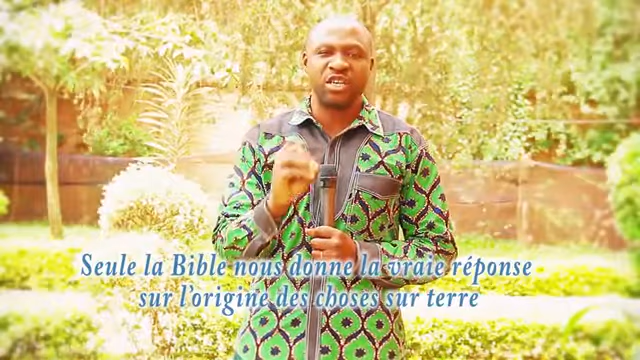 Seule la Bible nous donne la vraie réponse
sur l'origine des choses sur terre